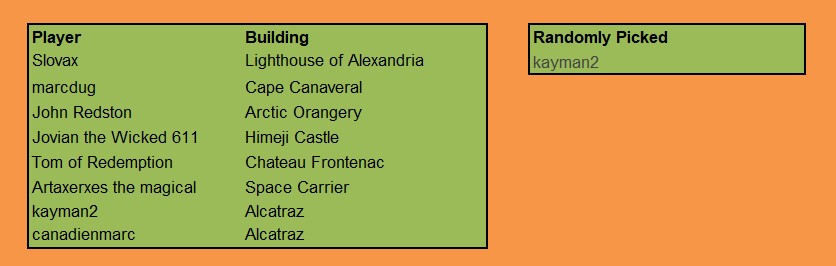 Player Building
Slovax Lighthouse of Alexandria
marcdug Cape Canaveral
John Redston Arctic Orangery
Jovian the Wicked 611 Himeji Castle
Tom of Redemption Chateau Frontenac
Artaxerxes the magical Space Carrier
kayman2 Alcatraz
canadienmarc Alcatraz
Randomly Picked
kayman2